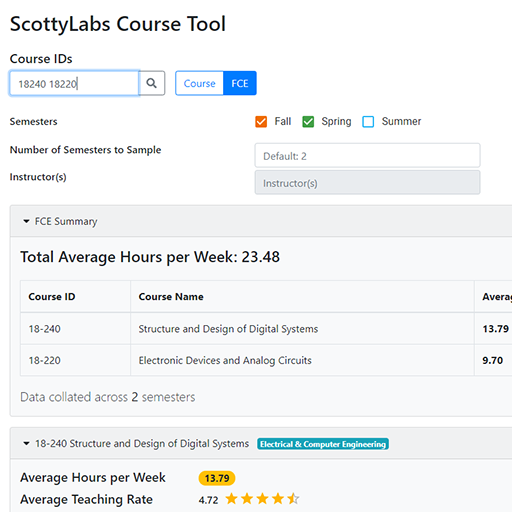 ScottyLabs Course Tool
Course IDs
18240 18220 Course FCE
Semesters Fall Spring Summer
Number of Semesters to Sample Default: 2
Instructor(s) Instructor(s)
FCE Summary
Total Average Hours per Week: 23.48
Course ID Course Name
18-240 Structure and Design of Digital Systems 13.79
18-220 Electronic Devices and Analog Circuits 9.70
Data collated across 2 semesters
18-240 Structure and Design of Digital Systems Electrical & Computer Engineering
Average Hours per Week 13.79
Average Teaching Rate 4.72